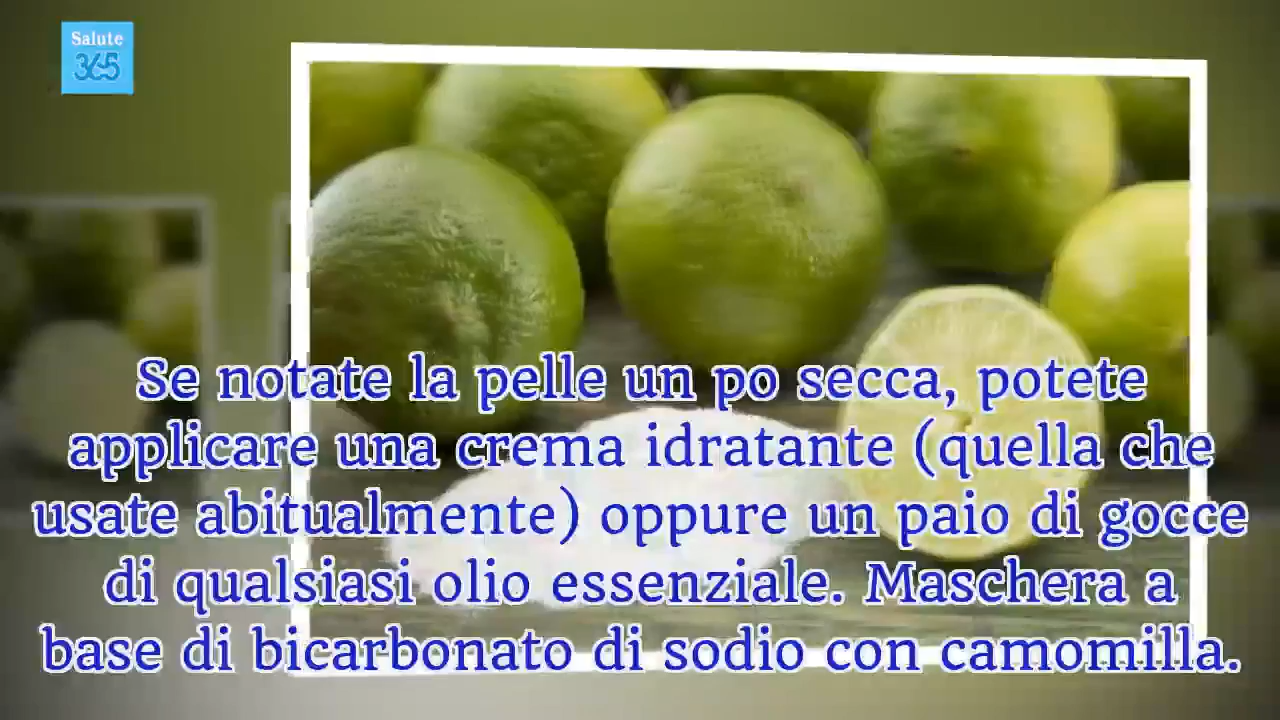 Salute
365
Se notate la pelle un po secca, potete
applicare una crema idratante (quella che
usate abitualmente) oppure un paio di gocce
di qualsiasi olio essenziale. Maschera a
base di bicarbonato di sodio con camomilla.